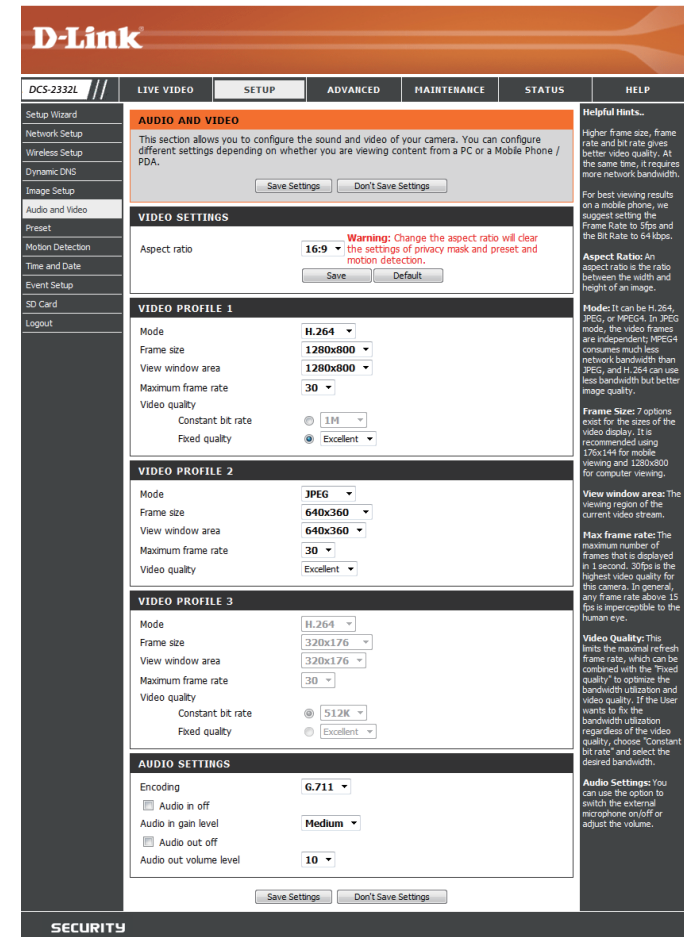 D-Link
DCS-2332L
LIVE VIDEO
SETUP
ADVANCED
MAINTENANCE
STATUS
HELP
Setup Wizard
Network Setup
Wireless Setup
Dynamic DNS
Image Setup
Audio and Video
Preset
Motion Detection
Time and Date
Event Setup
SD Card
Logout
AUDIO AND VIDEO
This section allows you to configure the sound and video of your camera. You can configure
different settings depending on whether you are viewing content from a PC or a Mobile Phone /
PDA.
Save Settings
Don't Save Settings
VIDEO SETTINGS
Aspect ratio
16:9
Warning: Change the aspect ratio will clear
the settings of privacy mask and preset and
motion detection.
Save
Default
VIDEO PROFILE 1
Mode
H.264
Frame size
1280x800
View window area
1280x800
Maximum frame rate
30
Video quality
Constant bit rate
1M
Fixed quality
Excellent
VIDEO PROFILE 2
Mode
JPEG
Frame size
640x360
View window area
640x360
Maximum frame rate
30
Video quality
Excellent
VIDEO PROFILE 3
Mode
H.264
Frame size
320x176
View window area
320x176
Maximum frame rate
30
Video quality
Constant bit rate
512K
Fixed quality
Excellent
AUDIO SETTINGS
Encoding
G.711
Audio in off
Audio in gain level
Medium
Audio out off
Audio out volume level
10
Save Settings
Don't Save Settings
Helpful Hints..
Higher frame size, frame
rate and bit rate gives
better video quality. At
the same time, it requires
more network bandwidth.
For best viewing results
on a mobile phone, we
suggest setting the
Frame Rate to 5fps and
the Bit Rate to 64 kbps.
Aspect Ratio: An
aspect ratio is the ratio
between the width and
height of an image.
Mode: It can be H.264,
JPEG, or MPEG4. In JPEG
mode, the video frames
are independent; MPEG4
consumes much less
network bandwidth than
JPEG, and H.264 can use
less bandwidth but better
image quality.
Frame Size: 7 options
exist for the sizes of the
video display. It is
recommended using
176x144 for mobile
viewing and 1280x800
for computer viewing.
View window area: The
viewing region of the
current video stream.
Max frame rate: The
maximum number of
frames that is displayed
in 1 second. 30fps is the
highest video quality for
this camera. In general,
any frame rate above 15
fps is imperceptible to the
human eye.
Video Quality: This
limits the maximal refresh
frame rate, which can be
combined with the "Fixed
quality" to optimize the
bandwidth utilization and
video quality. If the User
wants to fix the
bandwidth utilization
regardless of the video
quality, choose "Constant
bit rate" and select the
desired bandwidth.
Audio Settings: You
can use the option to
switch the external
microphone on/off or
adjust the volume.
SECURITY